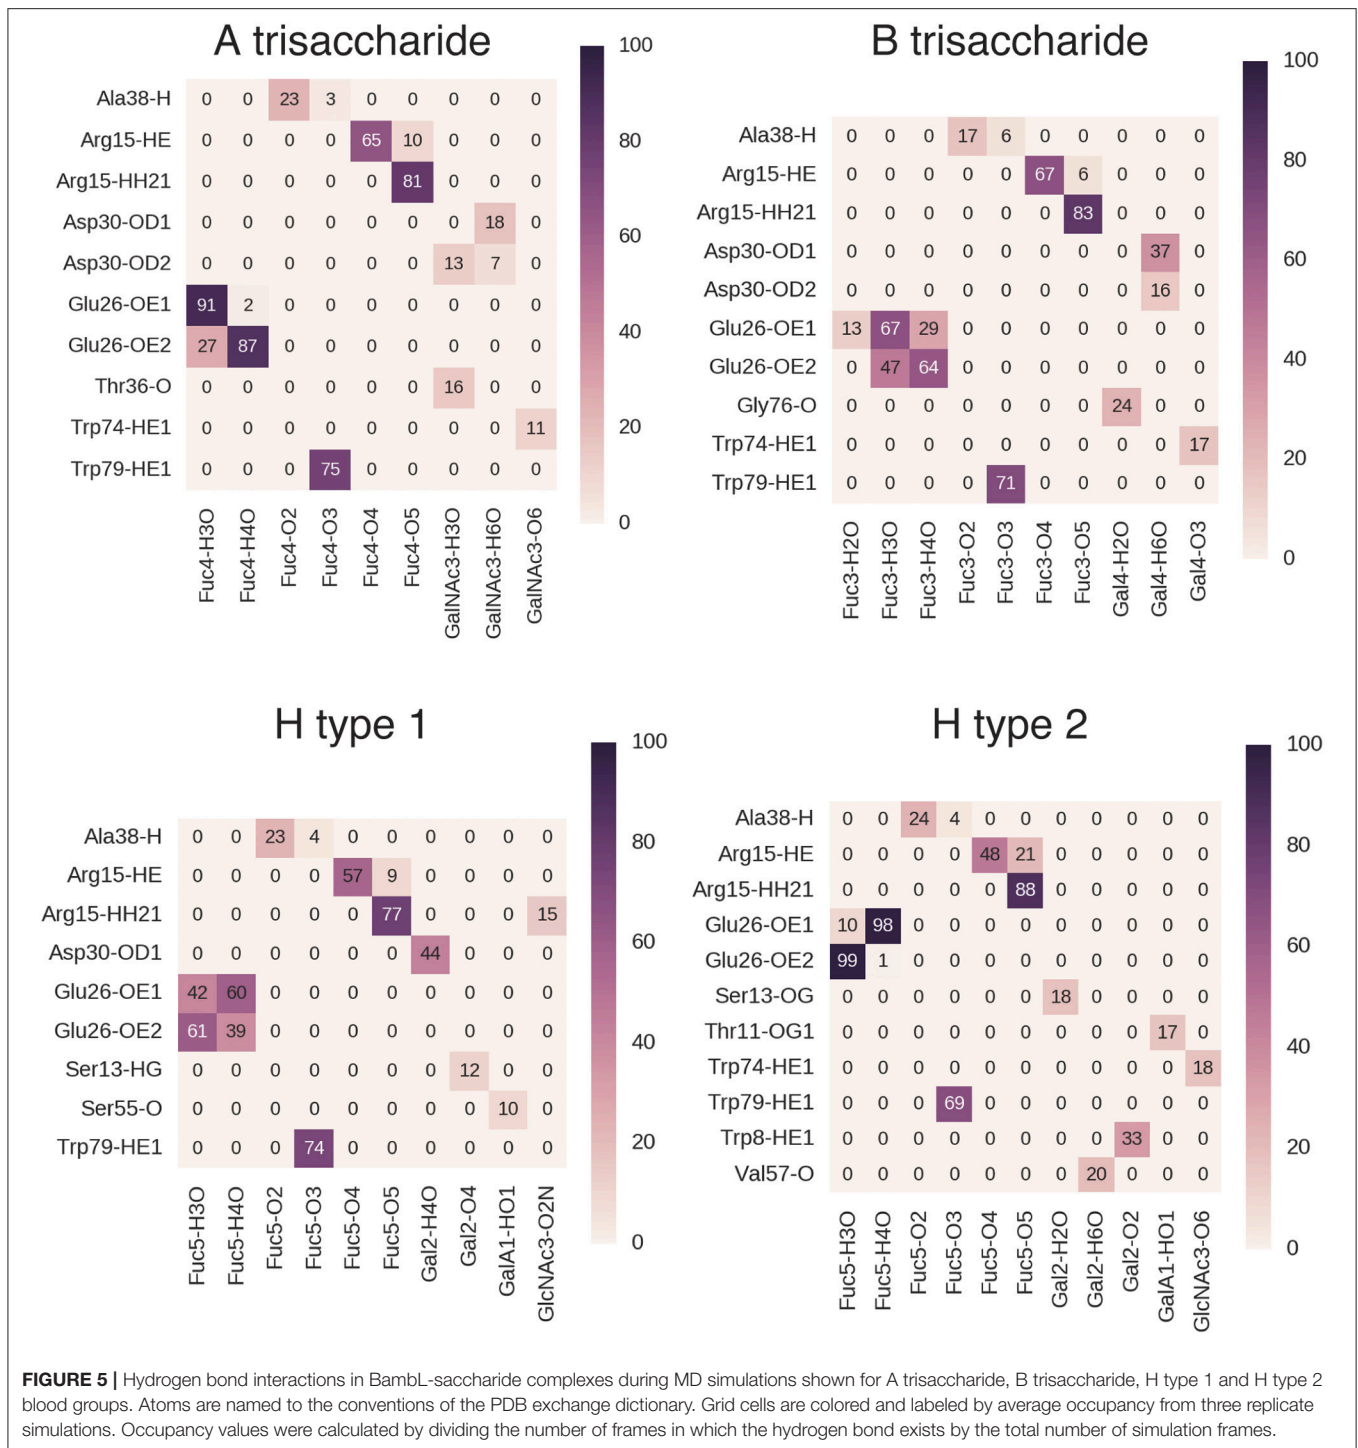 A trisaccharide
Ala38-H 0 0 23 3 0 0 0 0 0
Arg15-HE 0 0 0 0 65 10 0 0 0
Arg15-HH21 0 0 0 0 0 81 0 0 0
Asp30-OD1 0 0 0 0 0 0 0 18 0
Asp30-OD2 0 0 0 0 0 0 13 7 0
Glu26-OE1 91 2 0 0 0 0 0 0 0
Glu26-OE2 27 87 0 0 0 0 0 0 0
Thr36-O 0 0 0 0 0 0 16 0 0
Trp74-HE1 0 0 0 0 0 0 0 0 11
Trp79-HE1 0 0 0 75 0 0 0 0 0
Fuc4-H3O
Fuc4-H4O
Fuc4-O2
Fuc4-O3
Fuc4-O4
Fuc4-O5
GalNAc3-H3O
GalNAc3-H6O
GalNAc3-O6
100
80
60
40
20
0
B trisaccharide
Ala38-H 0 0 0 17 6 0 0 0 0 0
Arg15-HE 0 0 0 0 0 67 6 0 0 0
Arg15-HH21 0 0 0 0 0 0 83 0 0 0
Asp30-OD1 0 0 0 0 0 0 0 0 37 0
Asp30-OD2 0 0 0 0 0 0 0 0 16 0
Glu26-OE1 13 67 29 0 0 0 0 0 0 0
Glu26-OE2 0 47 64 0 0 0 0 0 0 0
Gly76-O 0 0 0 0 0 0 0 24 0 0
Trp74-HE1 0 0 0 0 0 0 0 0 0 17
Trp79-HE1 0 0 0 0 71 0 0 0 0 0
Fuc3-H2O
Fuc3-H3O
Fuc3-H4O
Fuc3-O2
Fuc3-O3
Fuc3-O4
Fuc3-O5
Gal4-H2O
Gal4-H6O
Gal4-O3
100
80
60
40
20
0
H type 1
Ala38-H 0 0 23 4 0 0 0 0 0 0
Arg15-HE 0 0 0 0 57 9 0 0 0 0
Arg15-HH21 0 0 0 0 0 77 0 0 0 15
Asp30-OD1 0 0 0 0 0 0 44 0 0 0
Glu26-OE1 42 60 0 0 0 0 0 0 0 0
Glu26-OE2 61 39 0 0 0 0 0 0 0 0
Ser13-HG 0 0 0 0 0 0 0 12 0 0
Ser55-O 0 0 0 0 0 0 0 0 10 0
Trp79-HE1 0 0 0 74 0 0 0 0 0 0
Fuc5-H3O
Fuc5-H4O
Fuc5-O2
Fuc5-O3
Fuc5-O4
Fuc5-O5
Gal2-H4O
Gal2-O4
GalA1-HO1
GlcNAc3-O2N
100
80
60
40
20
0
H type 2
Ala38-H 0 0 24 4 0 0 0 0 0 0 0
Arg15-HE 0 0 0 0 48 21 0 0 0 0 0
Arg15-HH21 0 0 0 0 0 88 0 0 0 0 0
Glu26-OE1 10 98 0 0 0 0 0 0 0 0 0
Glu26-OE2 99 1 0 0 0 0 0 0 0 0 0
Ser13-OG 0 0 0 0 0 0 18 0 0 0 0
Thr11-OG1 0 0 0 0 0 0 0 0 0 17 0
Trp74-HE1 0 0 0 0 0 0 0 0 0 0 18
Trp79-HE1 0 0 0 69 0 0 0 0 0 0 0
Trp8-HE1 0 0 0 0 0 0 0 0 33 0 0
Val57-O 0 0 0 0 0 0 0 20 0 0 0
Fuc5-H3O
Fuc5-H4O
Fuc5-O2
Fuc5-O3
Fuc5-O4
Fuc5-O5
Gal2-H2O
Gal2-H6O
Gal2-O2
GalA1-HO1
GlcNAc3-O6
100
80
60
40
20
0
FIGURE 5 | Hydrogen bond interactions in BambL-saccharide complexes during MD simulations shown for A trisaccharide, B trisaccharide, H type 1 and H type 2
blood groups. Atoms are named to the conventions of the PDB exchange dictionary. Grid cells are colored and labeled by average occupancy from three replicate
simulations. Occupancy values were calculated by dividing the number of frames in which the hydrogen bond exists by the total number of simulation frames.